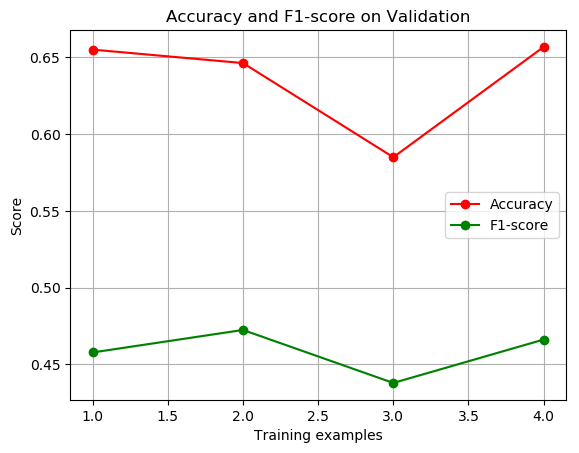 Accuracy and F1-score on Validation
0.65
0.60
0.55
0.50
0.45
Score
Accuracy
F1-score
1.0 1.5 2.0 2.5 3.0 3.5 4.0
Training examples